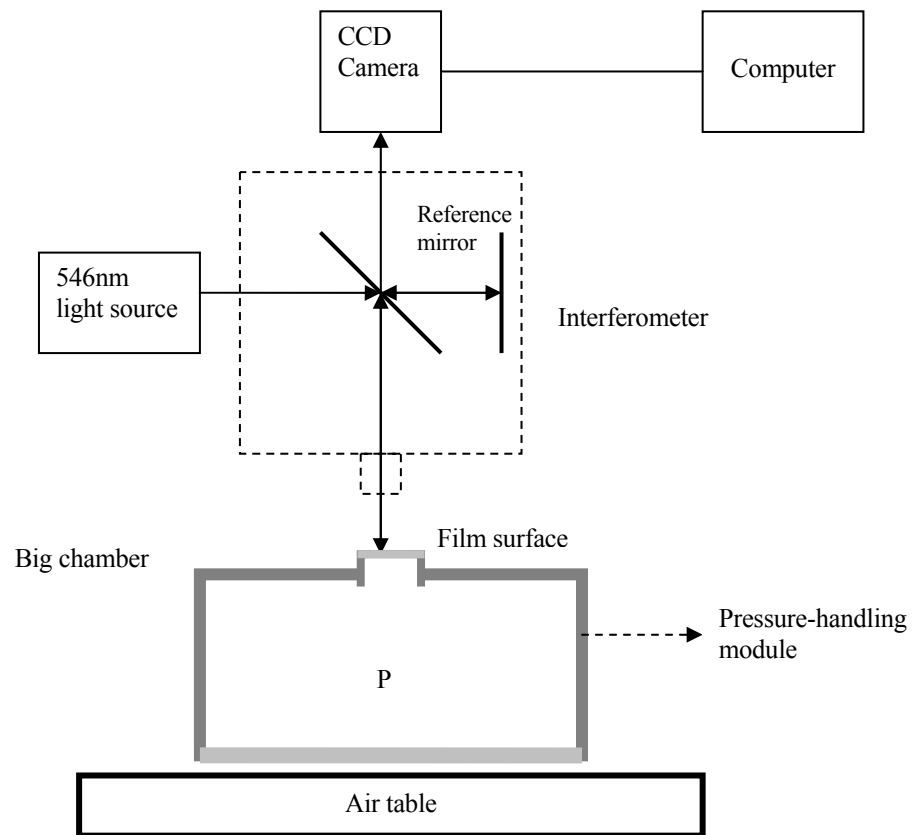 CCD
Camera
Computer
Reference
mirror
546nm
light source
Interferometer
Film surface
Big chamber
Pressure-handling
module
P
Air table